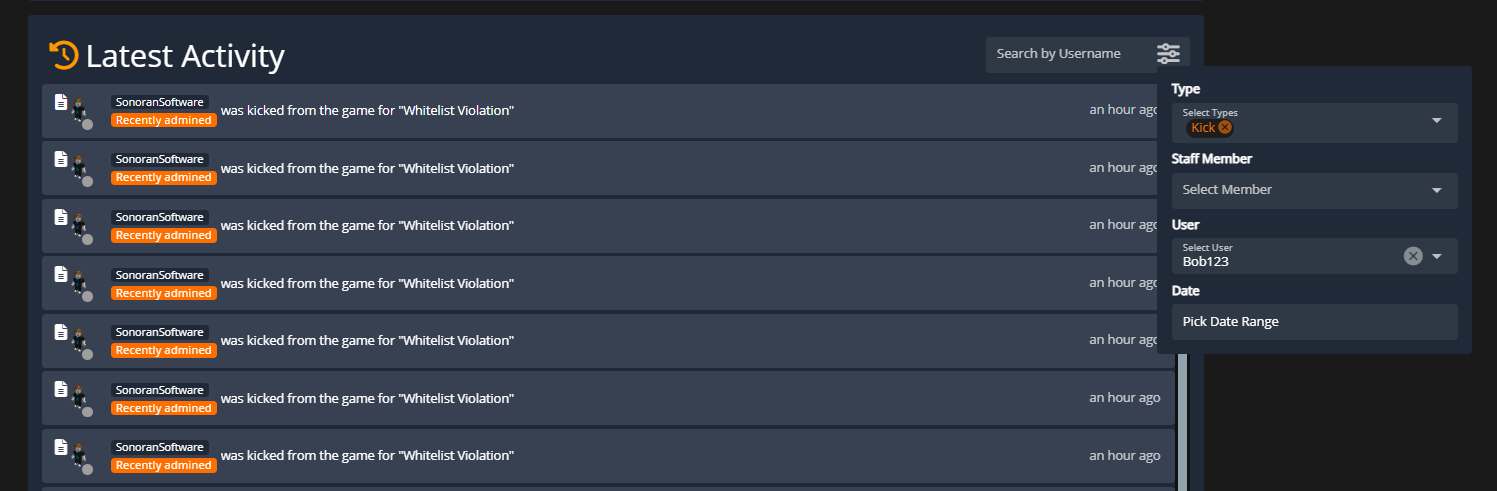 Latest Activity
Search by Username
SonoranSoftware
Recently admined
was kicked from the game for "Whitelist Violation"
an hour ago
SonoranSoftware
Recently admined
was kicked from the game for "Whitelist Violation"
an hour ago
SonoranSoftware
Recently admined
was kicked from the game for "Whitelist Violation"
an hour ago
SonoranSoftware
Recently admined
was kicked from the game for "Whitelist Violation"
an hour ago
SonoranSoftware
Recently admined
was kicked from the game for "Whitelist Violation"
an hour ago
SonoranSoftware
Recently admined
was kicked from the game for "Whitelist Violation"
an hour ago
SonoranSoftware
Recently admined
was kicked from the game for "Whitelist Violation"
an hour ago
Type
Select Types
Kick
Staff Member
Select Member
User
Select User
Bob123
Date
Pick Date Range